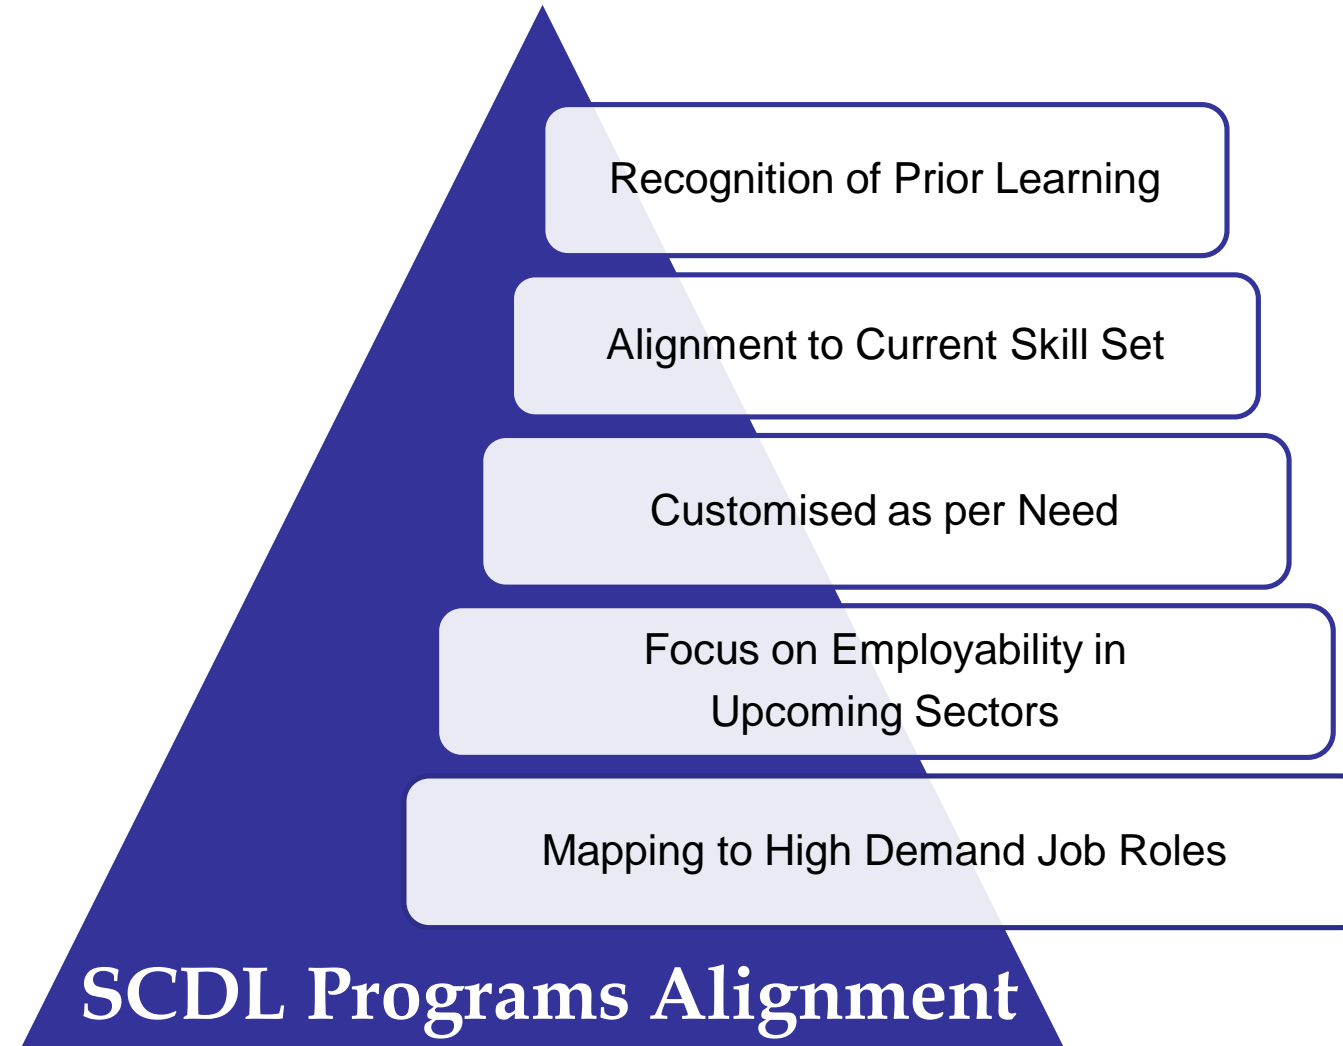 Recognition of Prior Learning
Alignment to Current Skill Set
Customised as per Need
Focus on Employability in
Upcoming Sectors
Mapping to High Demand Job Roles
SCDL Programs Alignment